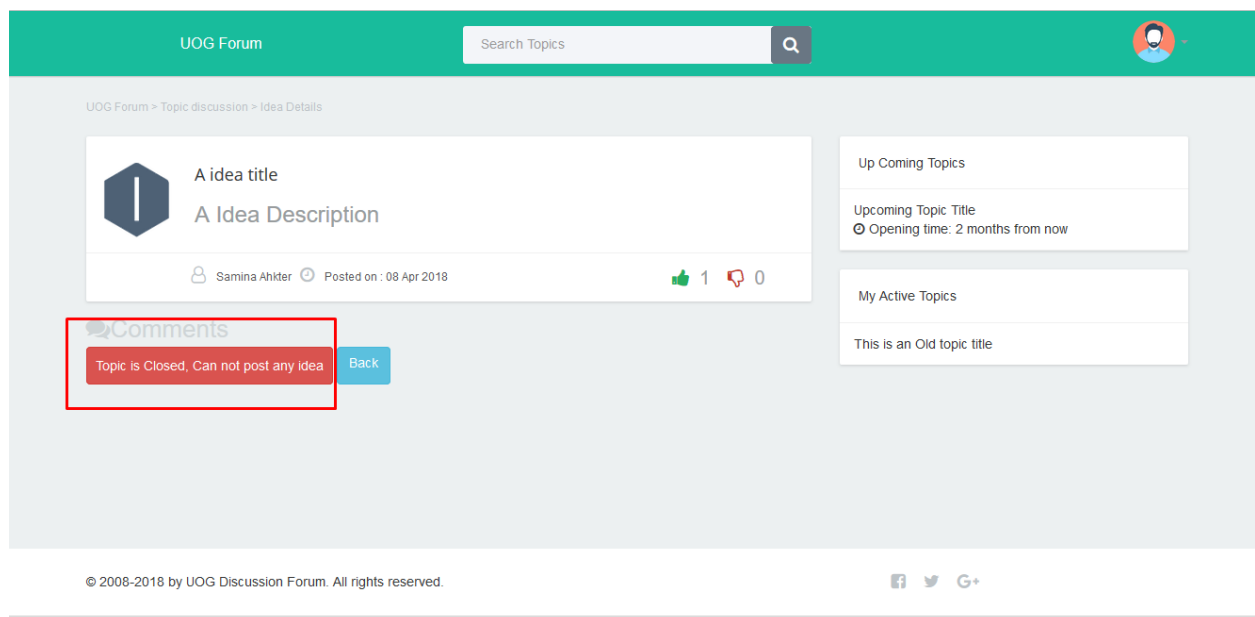 UOG Forum
Search Topics
UOG Forum > Topic discussion > Idea Details
I
A idea title
A Idea Description
Samina Ahkter Posted on : 08 Apr 2018
1 0
Comments
Topic is Closed, Can not post any idea Back
Up Coming Topics
Upcoming Topic Title
Opening time: 2 months from now
My Active Topics
This is an Old topic title
© 2008-2018 by UOG Discussion Forum. All rights reserved.
G+